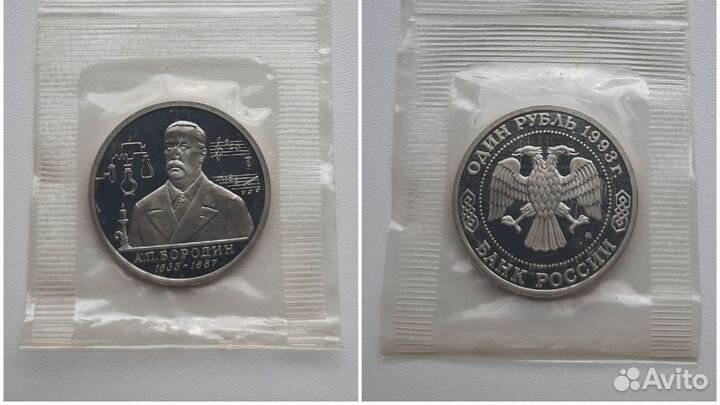 А.П. БОРОДИН
1833-1887
ОДИН РУБЛЬ 1993 г.
БАНК РОССИИ
Avito